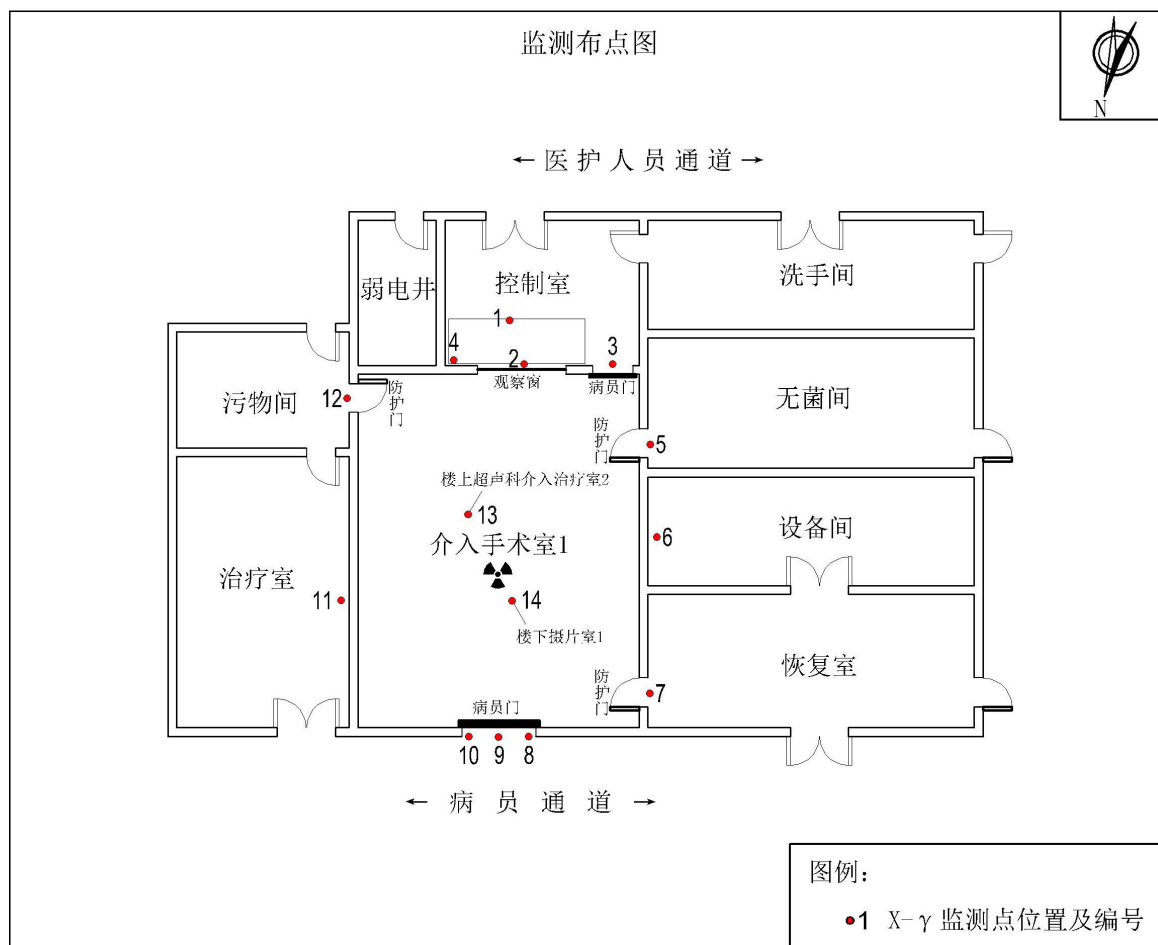 监测布点图
N
←医护人员通道→
弱电井
控制室
洗手间
1
4
2
3
观察窗
病员门
污物间
12
防护门
无菌间
防护门
5
楼上超声科介入治疗室2
13
设备间
6
介入手术室1
治疗室
11
14
楼下摄片室1
恢复室
防护门
7
病员门
10
9
8
← 病员通道 →
图例：
1 X-γ监测点位置及编号